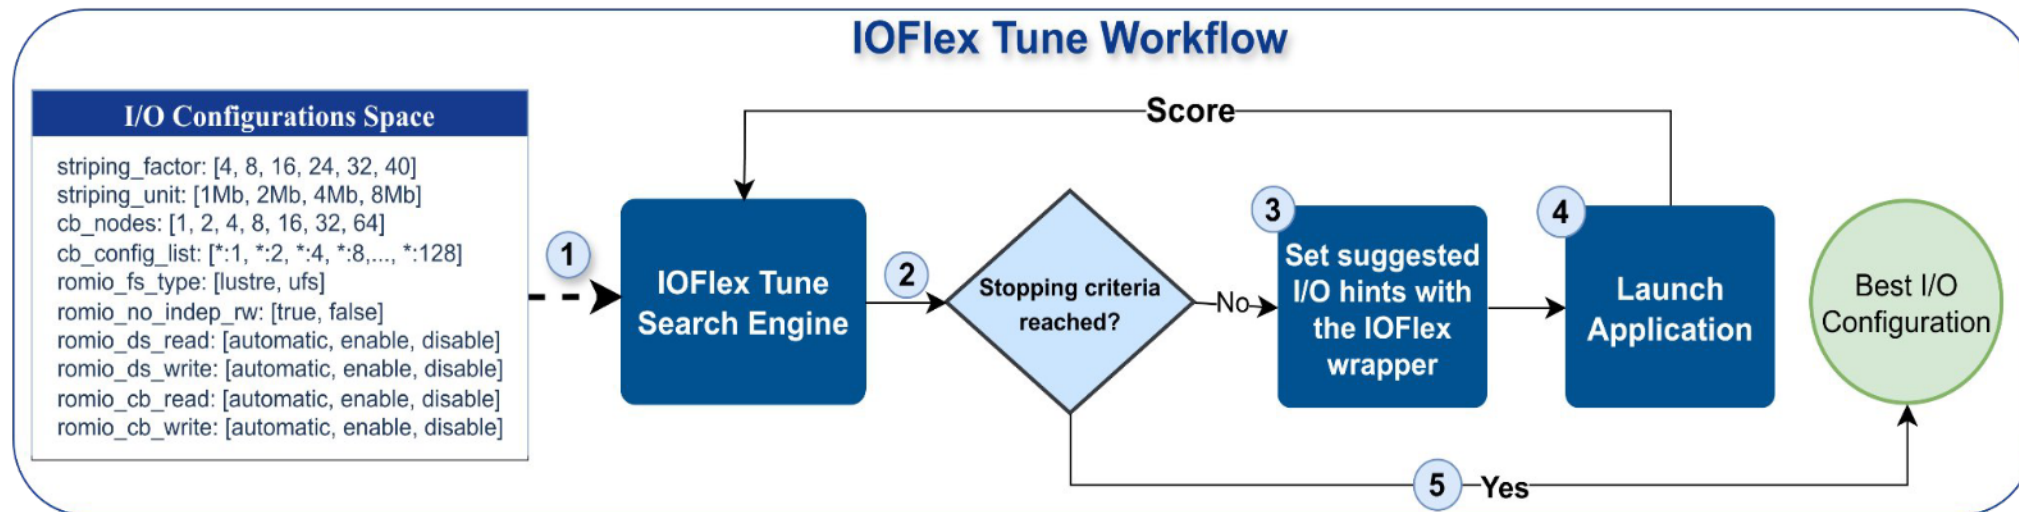 IOFlex Tune Workflow
I/O Configurations Space
striping_factor: [4, 8, 16, 24, 32, 40]
striping_unit: [1Mb, 2Mb, 4Mb, 8Mb]
cb_nodes: [1, 2, 4, 8, 16, 32, 64]
cb_config_list: [*:1, *:2, *:4, *:8,..., *:128]
romio_fs_type: [lustre, ufs]
romio_no_indep_rw: [true, false]
romio_ds_read: [automatic, enable, disable]
romio_ds_write: [automatic, enable, disable]
romio_cb_read: [automatic, enable, disable]
romio_cb_write: [automatic, enable, disable]
1
IOFlex Tune
Search Engine
Score
2
Stopping criteria
reached?
No
3
Set suggested
I/O hints with
the IOFlex
wrapper
4
Launch
Application
5
Yes
Best I/O
Configuration